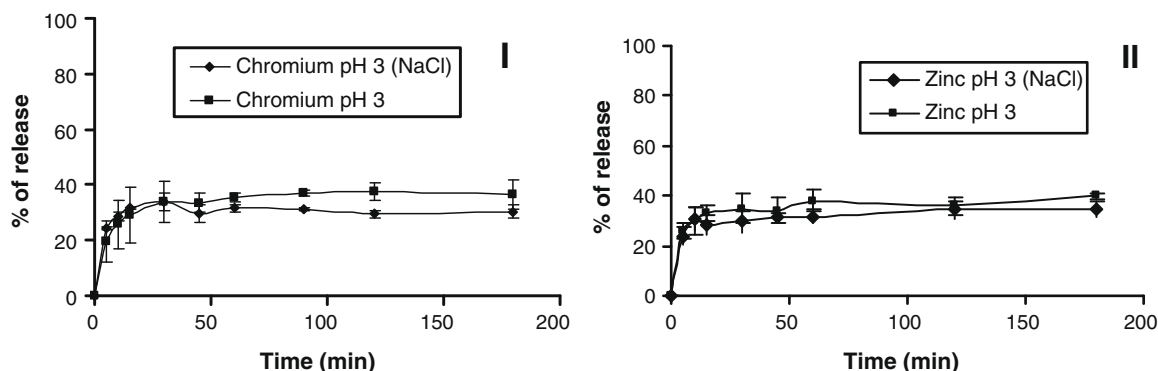 I
Chromium pH 3 (NaCl)
Chromium pH 3
% of release
100
80
60
40
20
0
0 50 100 150 200
Time (min)
II
Zinc pH 3 (NaCl)
Zinc pH 3
% of release
100
80
60
40
20
0
0 50 100 150 200
Time (min)